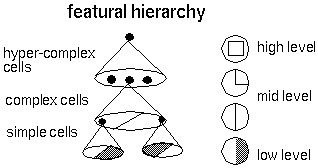 featural hierarchy
hyper-complex
cells
high level
mid level
complex cells
simple cells
low level